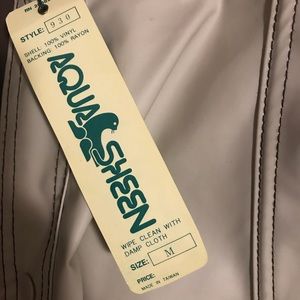 STYLE: 930
SHELL 100% VINYL
BACKING 100% RAYON
AQUA SHEEN
WIPE CLEAN WITH
DAMP CLOTH
SIZE: M
PRICE:
MADE IN TAIWAN